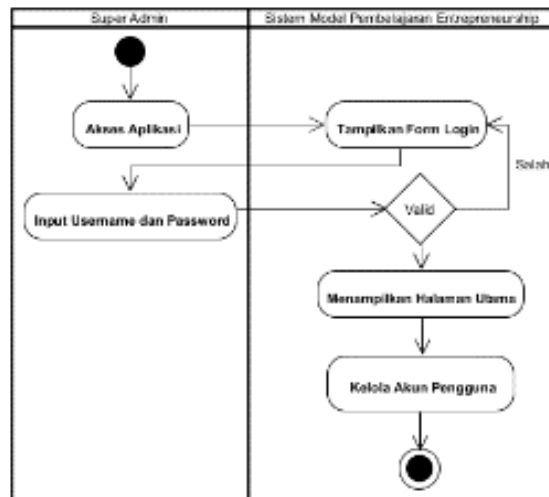 Super Admin
Sistem Model Pembelajaran Entrepreneurship
Akses Aplikasi
Tampilkan Form Login
Salah
Input Username dan Password
Valid
Menampilkan Halaman Utama
Kelola Akun Pengguna